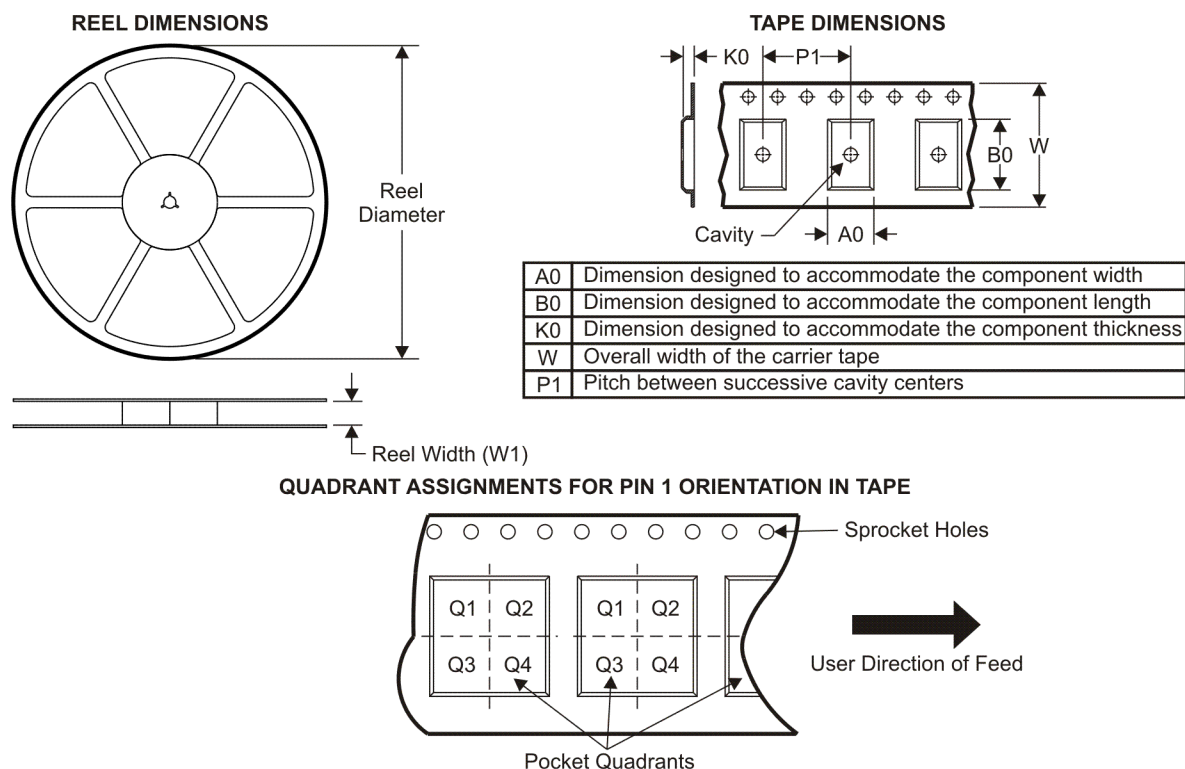 REEL DIMENSIONS
Reel
Diameter
Reel Width (W1)
TAPE DIMENSIONS
K0
P1
B0
W
Cavity
A0
A0 Dimension designed to accommodate the component width
B0 Dimension designed to accommodate the component length
K0 Dimension designed to accommodate the component thickness
W Overall width of the carrier tape
P1 Pitch between successive cavity centers
QUADRANT ASSIGNMENTS FOR PIN 1 ORIENTATION IN TAPE
Sprocket Holes
Q1 Q2 Q1 Q2
Q3 Q4 Q3 Q4
User Direction of Feed
Pocket Quadrants